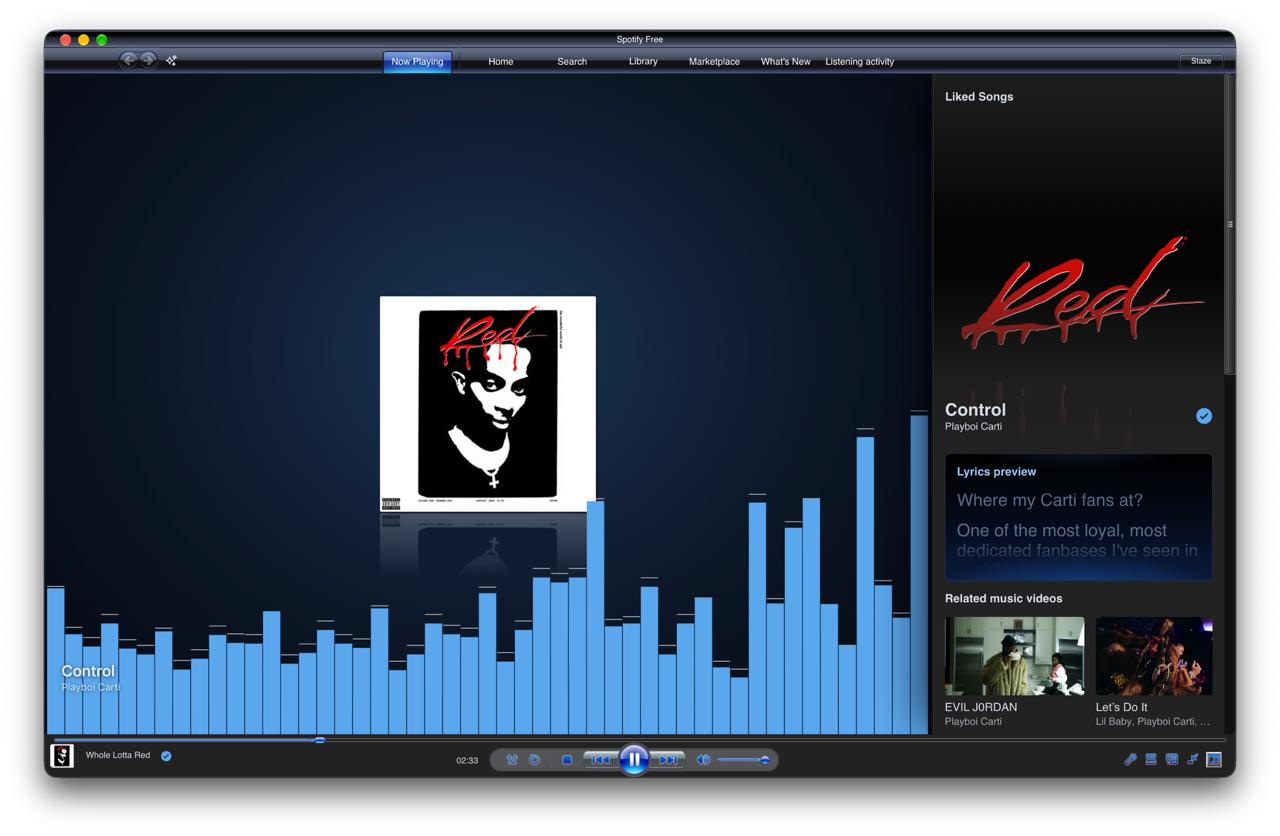 Spotify Free
Now Playing
Home
Search
Library
Marketplace
What's New
Listening activity
Staze
Liked Songs
Red
Control
Playboi Carti
Lyrics preview
Where my Carti fans at?
One of the most loyal, most
dedicated fanbases I've seen in
Related music videos
EVIL J0RDAN
Playboi Carti
Let's Do It
Lil Baby, Playboi Carti, ...
Red
Control
Playboi Carti
Whole Lotta Red
02:33